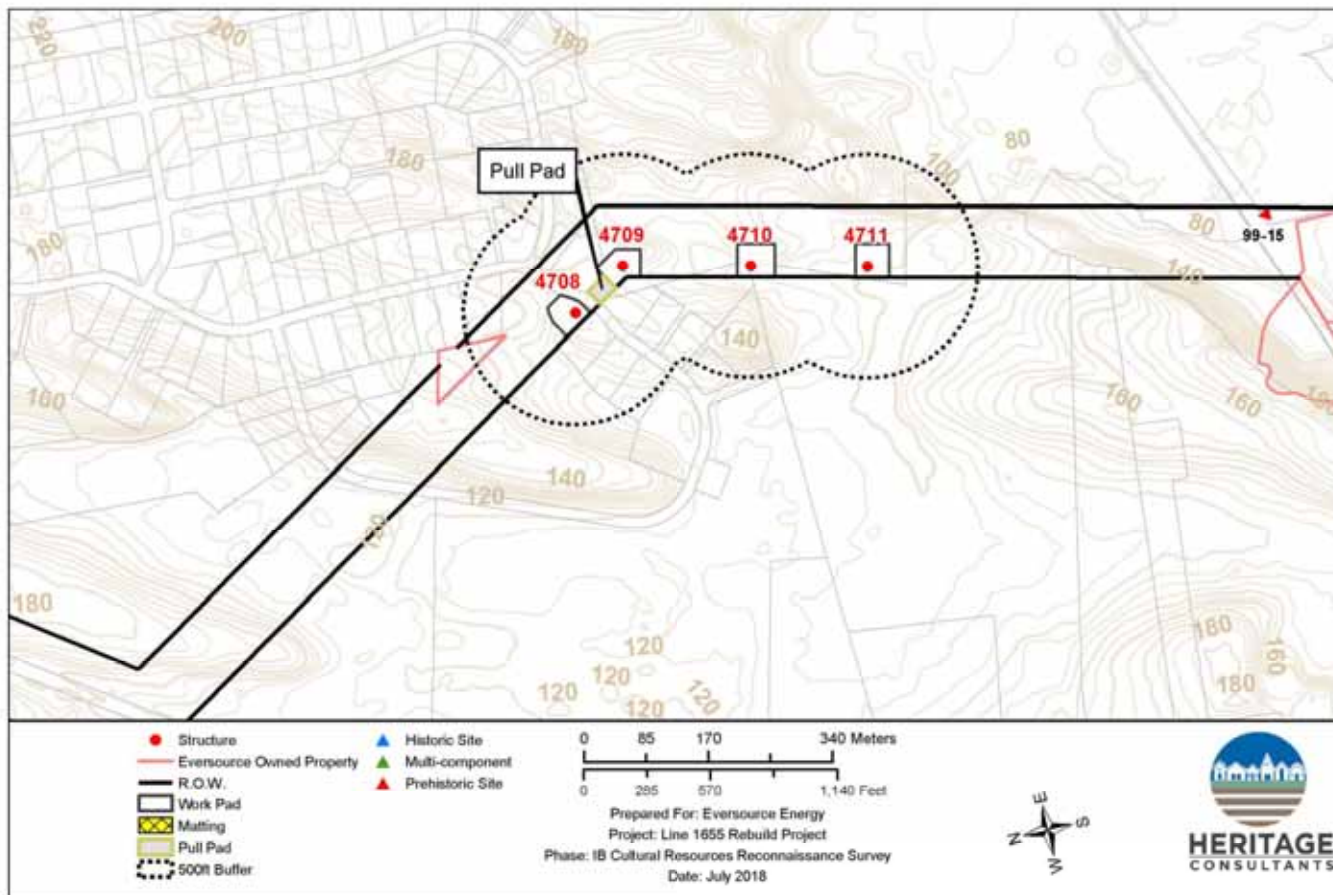 220
200
180
180
180
Pull Pad
80
100
80
4709
4710
4711
99-15
140
4708
140
160
160
160
140
120
120
180
120
120
120
120
120
180
160
180
Structure
Eversource Owned Property
R.O.W.
Work Pad
Matting
Pull Pad
500ft Buffer
Historic Site
Multi-component
Prehistoric Site
0 85 170 340 Meters
0 285 570 1,140 Feet
Prepared For: Eversource Energy
Project: Line 1655 Rebuild Project
Phase: IB Cultural Resources Reconnaissance Survey
Date: July 2018
N E S W
HERITAGE
CONSULTANTS